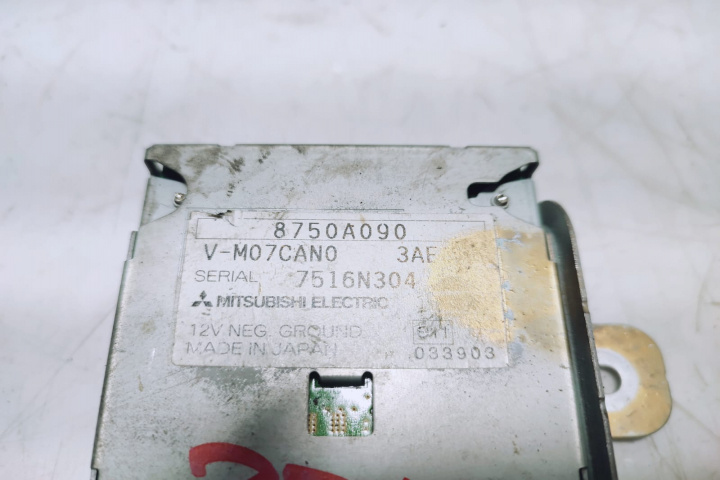 8750A090
V-M07CAN0 3AE
SERIAL 7516N304
MITSUBISHI ELECTRIC
12V NEG. GROUND
MADE IN JAPAN 033903